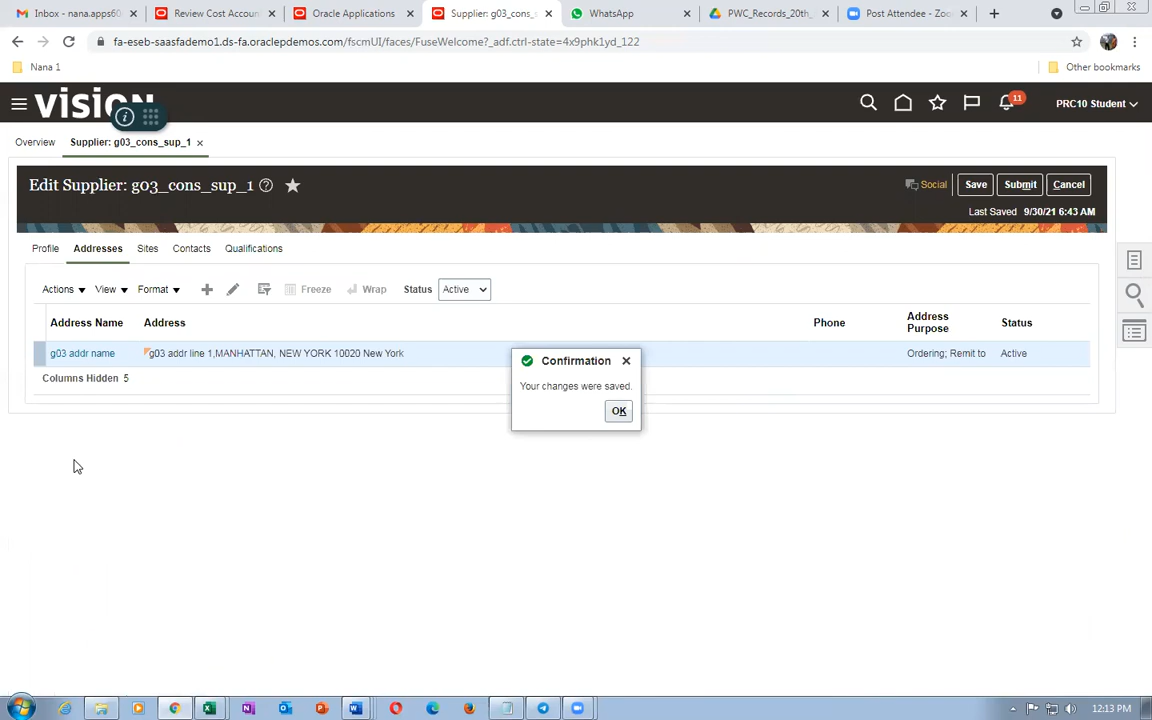 Inbox - nana.apps60
Review Cost Accoun
Oracle Applications
Supplier: g03_cons_s
WhatsApp
PWC_Records_20th_
Post Attendee - Zoo
fa-eseb-saasfademo1.ds-fa.oraclepdemos.com/fscmUI/faces/FuseWelcome?_adf.ctrl-state=4x9phk1yd_122
Nana 1
Other bookmarks
vision
11
PRC10 Student
Overview
Supplier: g03_cons_sup_1
Edit Supplier: g03_cons_sup_1
Social
Save
Submit
Cancel
Last Saved 9/30/21 6:43 AM
Profile
Addresses
Sites
Contacts
Qualifications
Actions
View
Format
Freeze
Wrap
Status
Active
Address Name
Address
Phone
Address
Purpose
Status
g03 addr name
g03 addr line 1,MANHATTAN, NEW YORK 10020 New York
Ordering; Remit to
Active
Columns Hidden 5
Confirmation
Your changes were saved.
OK
12:13 PM